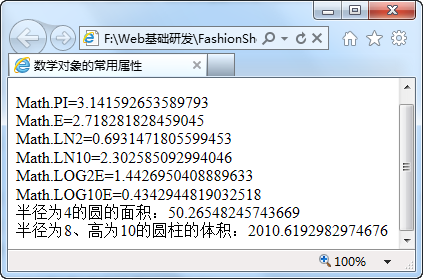 F:\Web基础研发\FashionSho
数学对象的常用属性
Math.PI=3.141592653589793
Math.E=2.718281828459045
Math.LN2=0.6931471805599453
Math.LN10=2.302585092994046
Math.LOG2E=1.4426950408889633
Math.LOG10E=0.4342944819032518
半径为4的圆的面积：50.26548245743669
半径为8、高为10的圆柱的体积：2010.6192982974676
100%